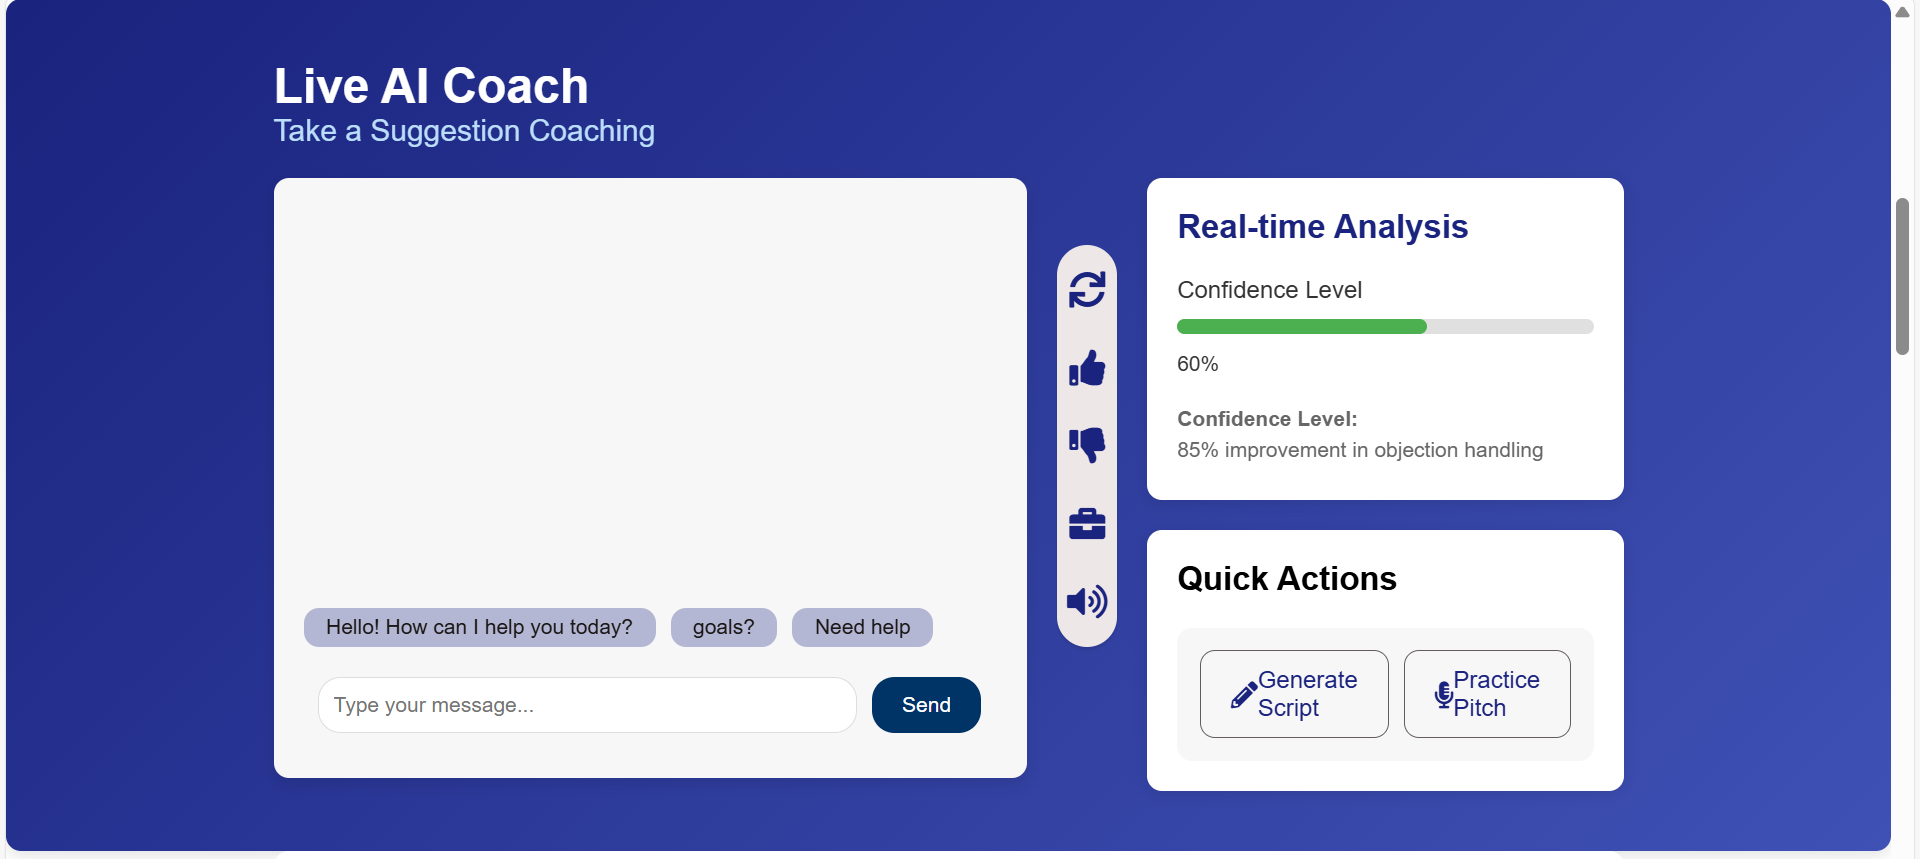 Live AI Coach
Take a Suggestion Coaching
Hello! How can I help you today?
goals?
Need help
Type your message...
Send
Real-time Analysis
Confidence Level
60%
Confidence Level:
85% improvement in objection handling
Quick Actions
Generate
Script
Practice
Pitch